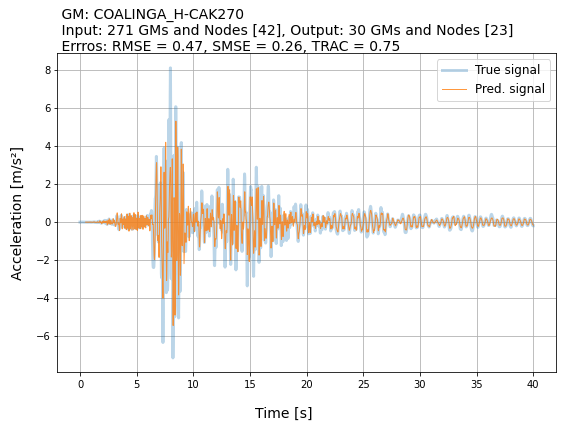 GM: COALINGA_H-CAK270
Input: 271 GMs and Nodes [42], Output: 30 GMs and Nodes [23]
Errros: RMSE = 0.47, SMSE = 0.26, TRAC = 0.75
True signal
Pred. signal
Acceleration [m/s²]
8
6
4
2
0
−2
−4
−6
0 5 10 15 20 25 30 35 40
Time [s]